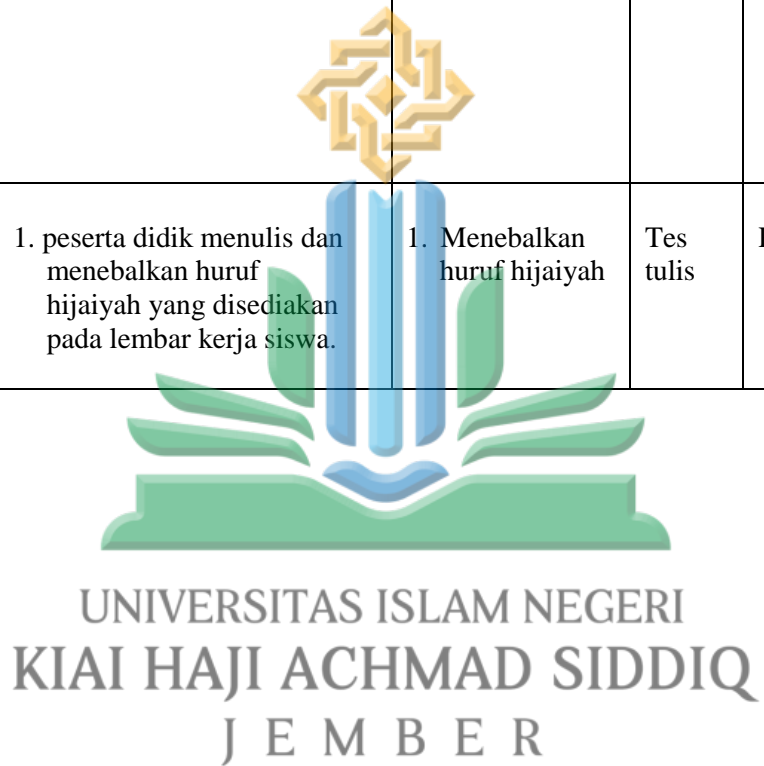 1. peserta didik menulis dan
menebalkan huruf
hijaiyah yang disediakan
pada lembar kerja siswa.
1. Menebalkan
huruf hijaiyah
Tes
tulis
UNIVERSITAS ISLAM NEGERI
KIAI HAJI ACHMAD SIDDIQ
JEMBER